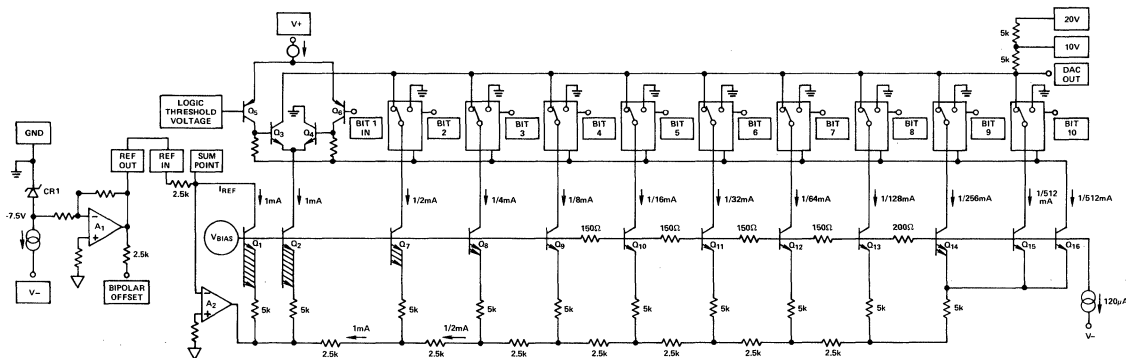 V+
20V
5k
10V
5k
DAC OUT
LOGIC THRESHOLD VOLTAGE
Q5
Q3
Q4
Q6
BIT 1 IN
BIT 2
BIT 3
BIT 4
BIT 5
BIT 6
BIT 7
BIT 8
BIT 9
BIT 10
GND
REF OUT
REF IN
SUM POINT
CR1
2.5k
IREF
1mA
1mA
1/2mA
1/4mA
1/8mA
1/16mA
1/32mA
1/64mA
1/128mA
1/256mA
1/512 mA
1/512mA
-7.5V
A1
−
+
2.5k
VBIAS
Q1
Q2
Q7
Q8
Q9
150Ω
Q10
150Ω
Q11
150Ω
Q12
150Ω
Q13
200Ω
Q14
Q15
Q16
V−
BIPOLAR OFFSET
A2
−
+
5k
5k
5k
5k
5k
5k
5k
5k
5k
5k
120μA
V−
1mA
1/2mA
2.5k
2.5k
2.5k
2.5k
2.5k
2.5k
2.5k